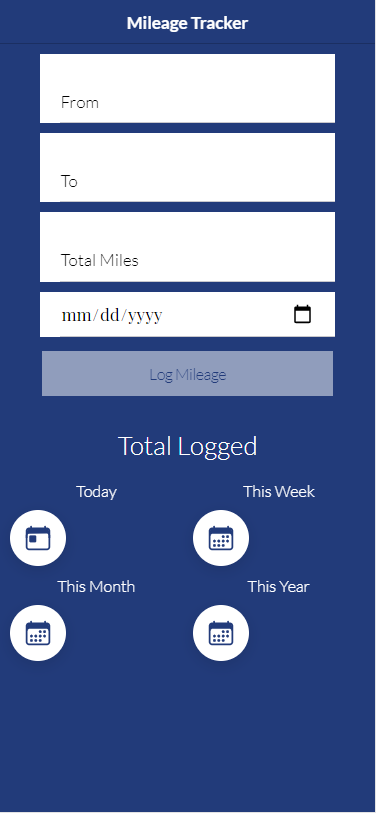 Mileage Tracker
From
To
Total Miles
mm/dd/yyyy
Log Mileage
Total Logged
Today
This Week
This Month
This Year